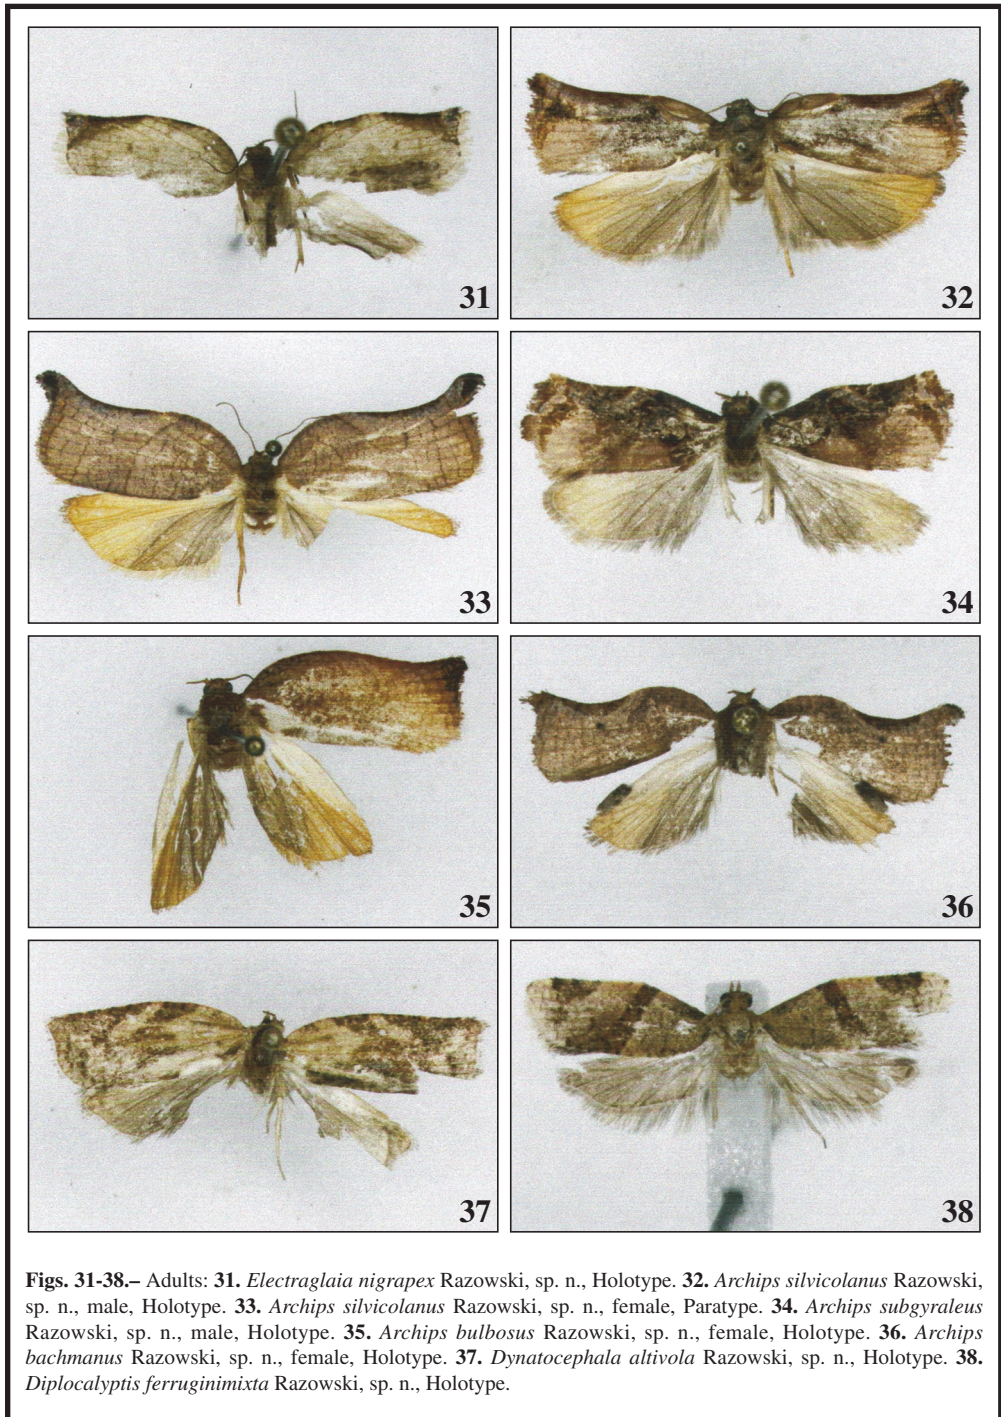 31
32
33
34
35
36
37
38
Figs. 31-38.– Adults: 31. Electraglaia nigrapex Razowski, sp. n., Holotype. 32. Archips silvicolanus Razowski,
sp. n., male, Holotype. 33. Archips silvicolanus Razowski, sp. n., female, Paratype. 34. Archips subgyraleus
Razowski, sp. n., male, Holotype. 35. Archips bulbosus Razowski, sp. n., female, Holotype. 36. Archips
bachmanus Razowski, sp. n., female, Holotype. 37. Dynatocephala altivola Razowski, sp. n., Holotype. 38.
Diplocalyptis ferruginimixta Razowski, sp. n., Holotype.